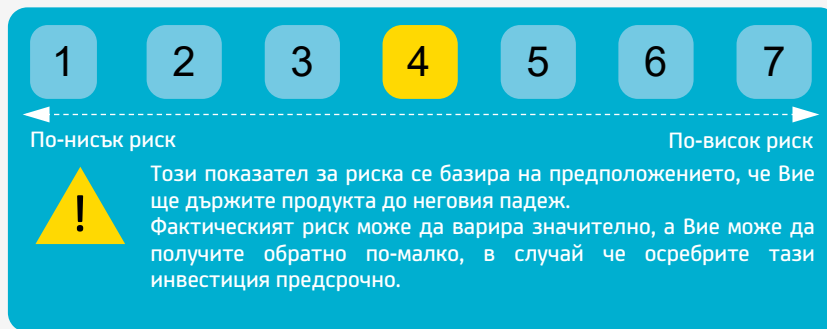 1 2 3 4 5 6 7
По-нисък риск По-висок риск
Този показател за риска се базира на предположението, че Вие
ще държите продукта до неговия падеж.
Фактическият риск може да варира значително, а Вие може да
получите обратно по-малко, в случай че осребрите тази
инвестиция предсрочно.
!